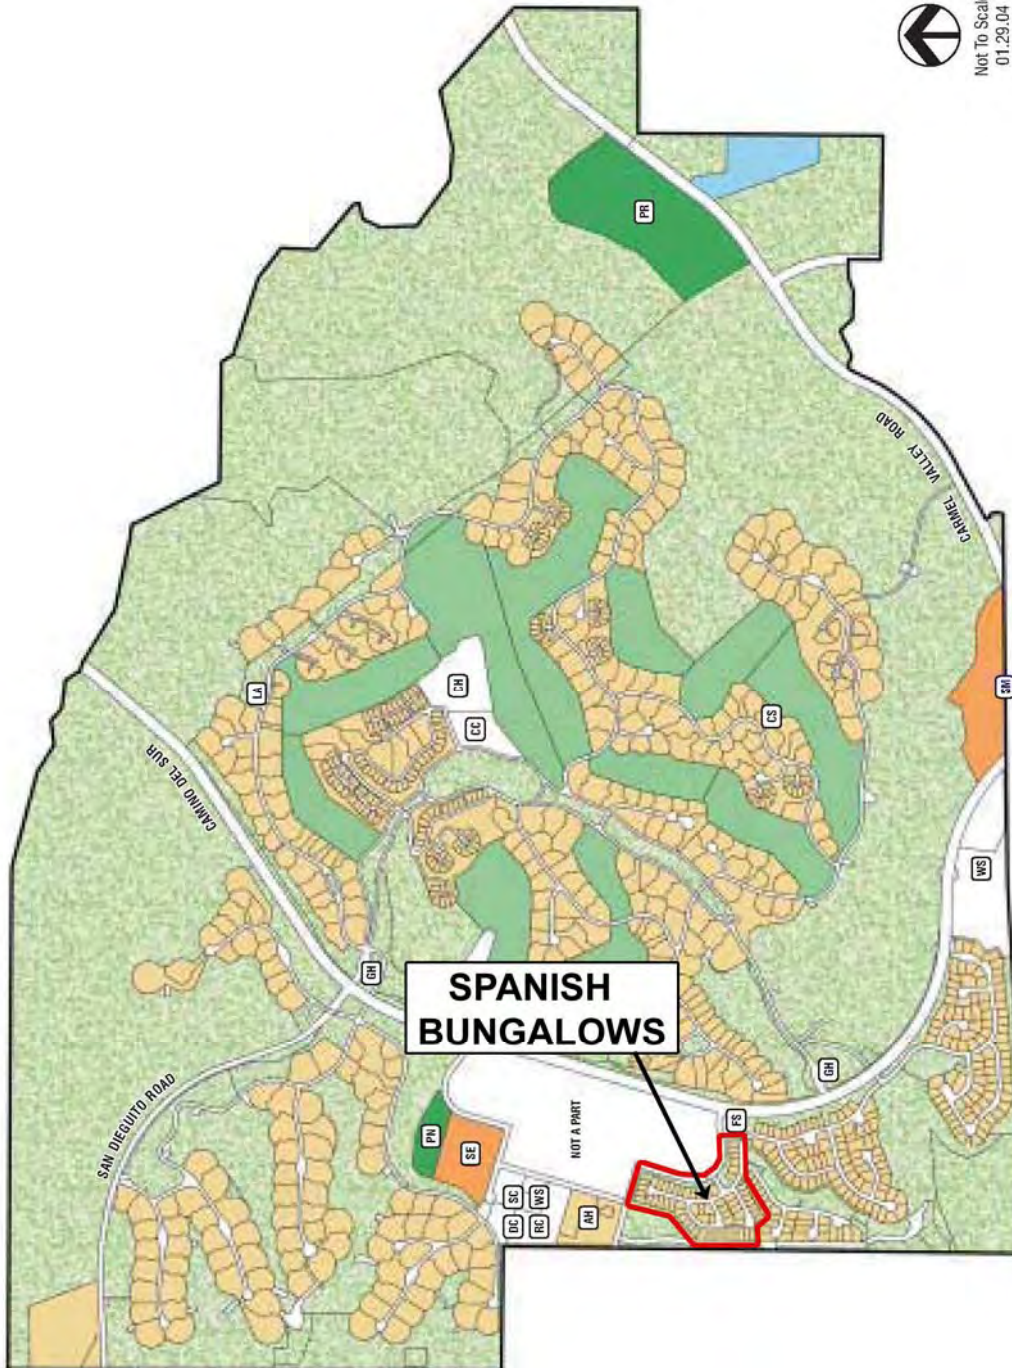 Not To Scale
01.29.04
PR
CARMEL VALLEY ROAD
LA
CH
CC
CS
SM
CAMINO DEL SUR
WS
GH
SPANISH
BUNGALOWS
SAN DIEGUITO ROAD
GH
PN
SE
NOT A PART
FS
DC
SC
RC
WS
AH